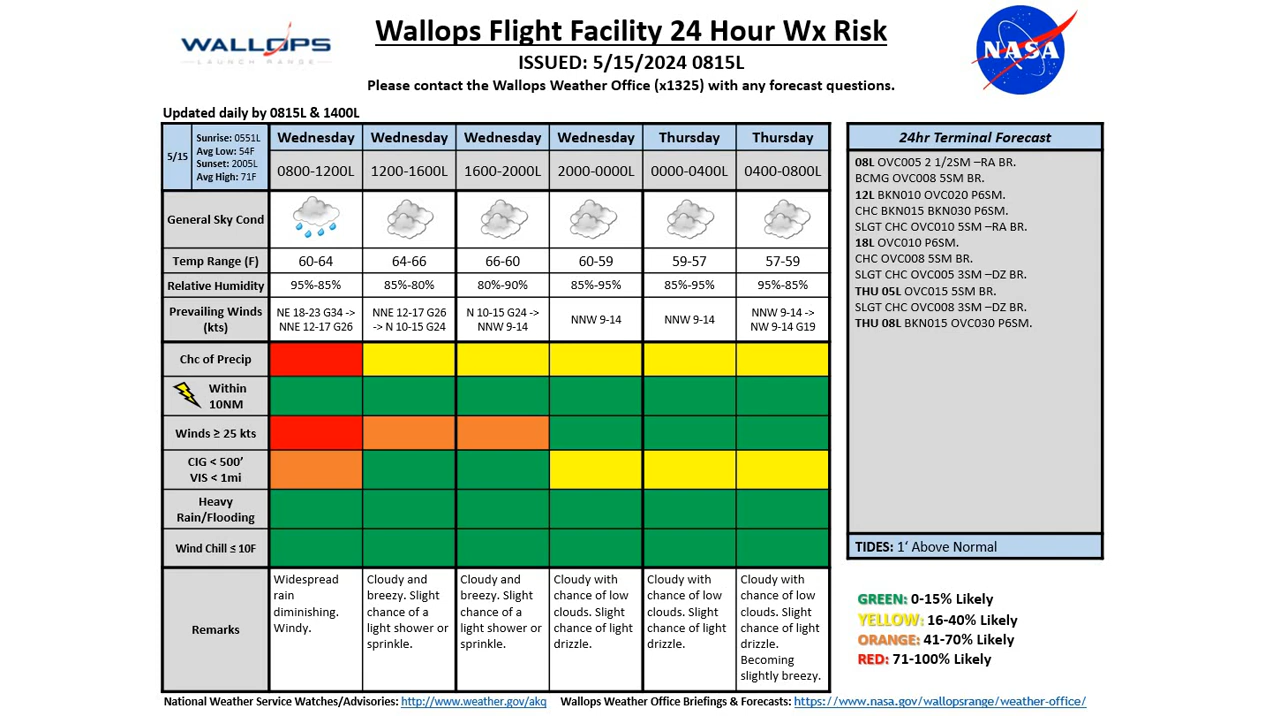 WALLOPS
LAUNCH RANGE
Wallops Flight Facility 24 Hour Wx Risk
ISSUED: 5/15/2024 0815L
Please contact the Wallops Weather Office (x1325) with any forecast questions.
NASA
Updated daily by 0815L & 1400L
5/15
Sunrise: 0551L
Avg Low: 54F
Sunset: 2005L
Avg High: 71F
Wednesday Wednesday Wednesday Wednesday Thursday Thursday
0800-1200L 1200-1600L 1600-2000L 2000-0000L 0000-0400L 0400-0800L
General Sky Cond
Temp Range (F) 60-64 64-66 66-60 60-59 59-57 57-59
Relative Humidity 95%-85% 85%-80% 80%-90% 85%-95% 85%-95% 95%-85%
Prevailing Winds
(kts)
NE 18-23 G34 ->
NNE 12-17 G26
NNE 12-17 G26
-> N 10-15 G24
N 10-15 G24 ->
NNW 9-14
NNW 9-14
NNW 9-14
NNW 9-14 ->
NW 9-14 G19
Chc of Precip
Within
10NM
Winds ≥ 25 kts
CIG < 500’
VIS < 1mi
Heavy
Rain/Flooding
Wind Chill ≤ 10F
Remarks
Widespread
rain
diminishing.
Windy.
Cloudy and
breezy. Slight
chance of a
light shower or
sprinkle.
Cloudy and
breezy. Slight
chance of a
light shower or
sprinkle.
Cloudy with
chance of low
clouds. Slight
chance of light
drizzle.
Cloudy with
chance of low
clouds. Slight
chance of light
drizzle.
Cloudy with
chance of low
clouds. Slight
chance of light
drizzle.
Becoming
slightly breezy.
24hr Terminal Forecast
08L OVC005 2 1/2SM –RA BR.
BCMG OVC008 5SM BR.
12L BKN010 OVC020 P6SM.
CHC BKN015 BKN030 P6SM.
SLGT CHC OVC010 5SM –RA BR.
18L OVC010 P6SM.
CHC OVC008 5SM BR.
SLGT CHC OVC005 3SM –DZ BR.
THU 05L OVC015 5SM BR.
SLGT CHC OVC008 3SM –DZ BR.
THU 08L BKN015 OVC030 P6SM.
TIDES: 1‘ Above Normal
GREEN: 0-15% Likely
YELLOW: 16-40% Likely
ORANGE: 41-70% Likely
RED: 71-100% Likely
National Weather Service Watches/Advisories: http://www.weather.gov/akq Wallops Weather Office Briefings & Forecasts: https://www.nasa.gov/wallopsrange/weather-office/